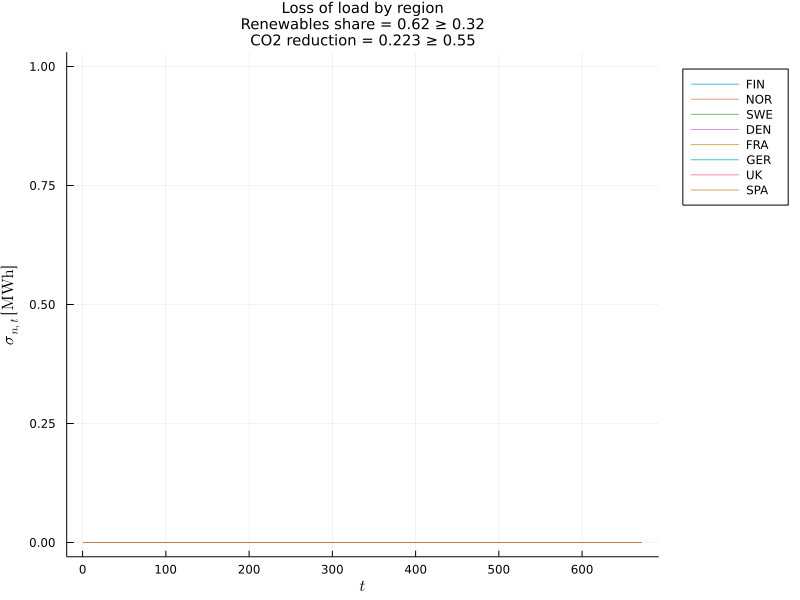 Loss of load by region
Renewables share = 0.62 ≥ 0.32
CO2 reduction = 0.223 ≥ 0.55
1.00
0.75
0.50
0.25
0.00
σn,t [MWh]
0 100 200 300 400 500 600
t
FIN
NOR
SWE
DEN
FRA
GER
UK
SPA